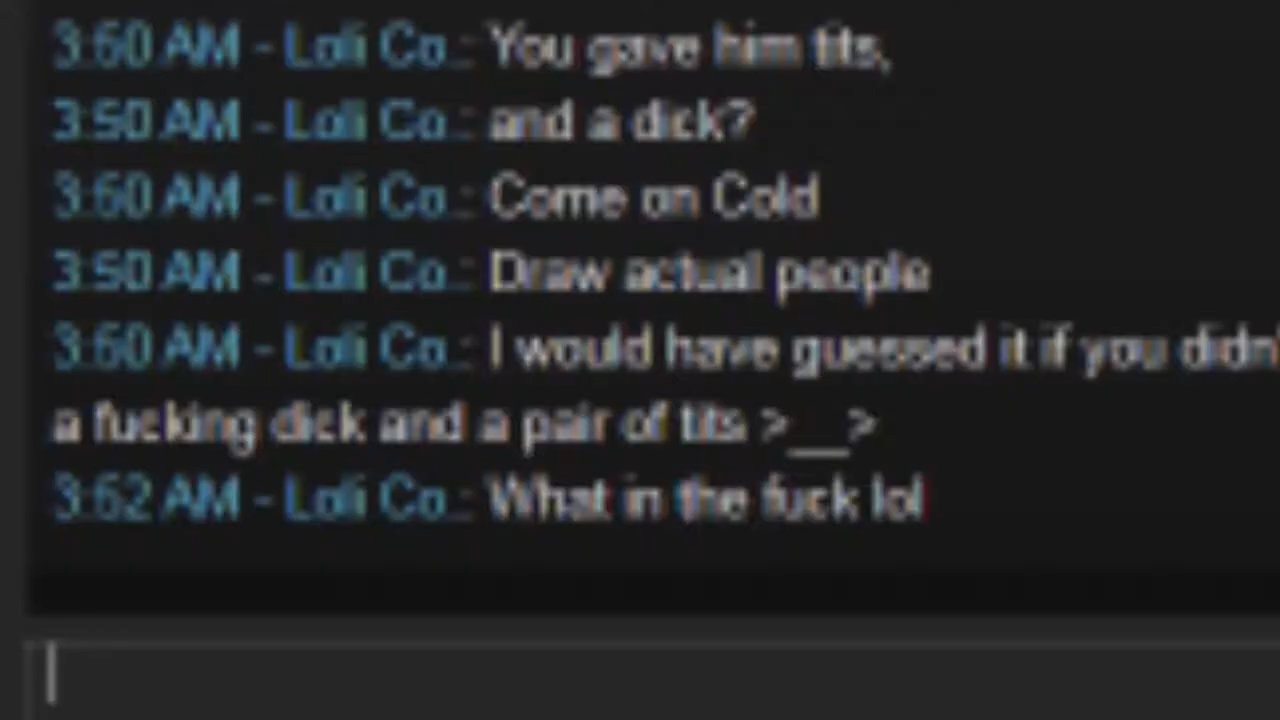 3:50 AM - Loli Co.: You gave him tits,
3:50 AM - Loli Co.: and a dick?
3:50 AM - Loli Co.: Come on Cold
3:50 AM - Loli Co.: Draw actual people
3:50 AM - Loli Co.: I would have guessed it if you didn'
a fucking dick and a pair of tits >__>
3:52 AM - Loli Co.: What in the fuck lol